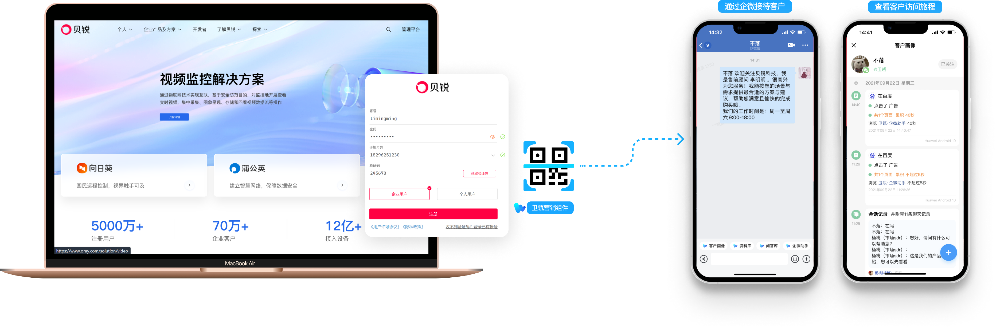 贝锐
个人
企业产品及方案
开发者
了解贝锐
探索
管理平台
视频监控解决方案
通过物联网技术实现互联，基于安全防范目的，对监控地开展查看
实时视频，集中采集、图象呈现、存储和回看视频数据流等操作
了解详情
向日葵
国民远程控制，视界触手可及
蒲公英
建立智慧网络，保障数据安全
5000万+
注册用户
70万+
企业客户
12亿+
接入设备
https://www.oray.com/solution/video
MacBook Air
贝锐
帐号
limingming
密码
•••••••••
手机号码
18296251230
验证码
245678
获取验证码
企业用户
个人用户
注册
《用户许可协议》《隐私政策》
收不到验证码？登录已有帐号
卫瓴营销组件
通过企微接待客户
14:32
9
不落
@微信
14:31
不落 欢迎关注贝锐科技，我
是售前顾问 李明明 。很高兴
为您服务！我能按您的场景与
需求提供最合适的方案与建
议，帮助您满意且愉快的完成
购买哦。
我们的工作时间是：周一至周
六 9:00-18:00
客户画像
资料库
问答库
企微助手
查看客户访问旅程
14:41
客户画像
不落
@卫瓴
已关注
2021年09月22日 星期三
14:40
在百度
点击了 广告
共1个页面 累积 40秒
浏览 卫瓴·企微助手 40秒
2021年09月22日 14:40:47
Huawei Android 10
11:26
在百度
点击了 广告
共1个页面 累积 不超过5秒
浏览 卫瓴·企微助手 不超过5秒
2021年09月22日 11:26:36
Huawei Android 10
11:25
会话记录 并附带11条聊天记录
不落：在吗
不落：在吗
杨桃（市场sdr）：您好，请问有什么可
以帮助您？
杨桃（市场sdr）：
杨桃（市场sdr）：这是我们的产品
绍，您可以先看看
杨桃(杨桃)